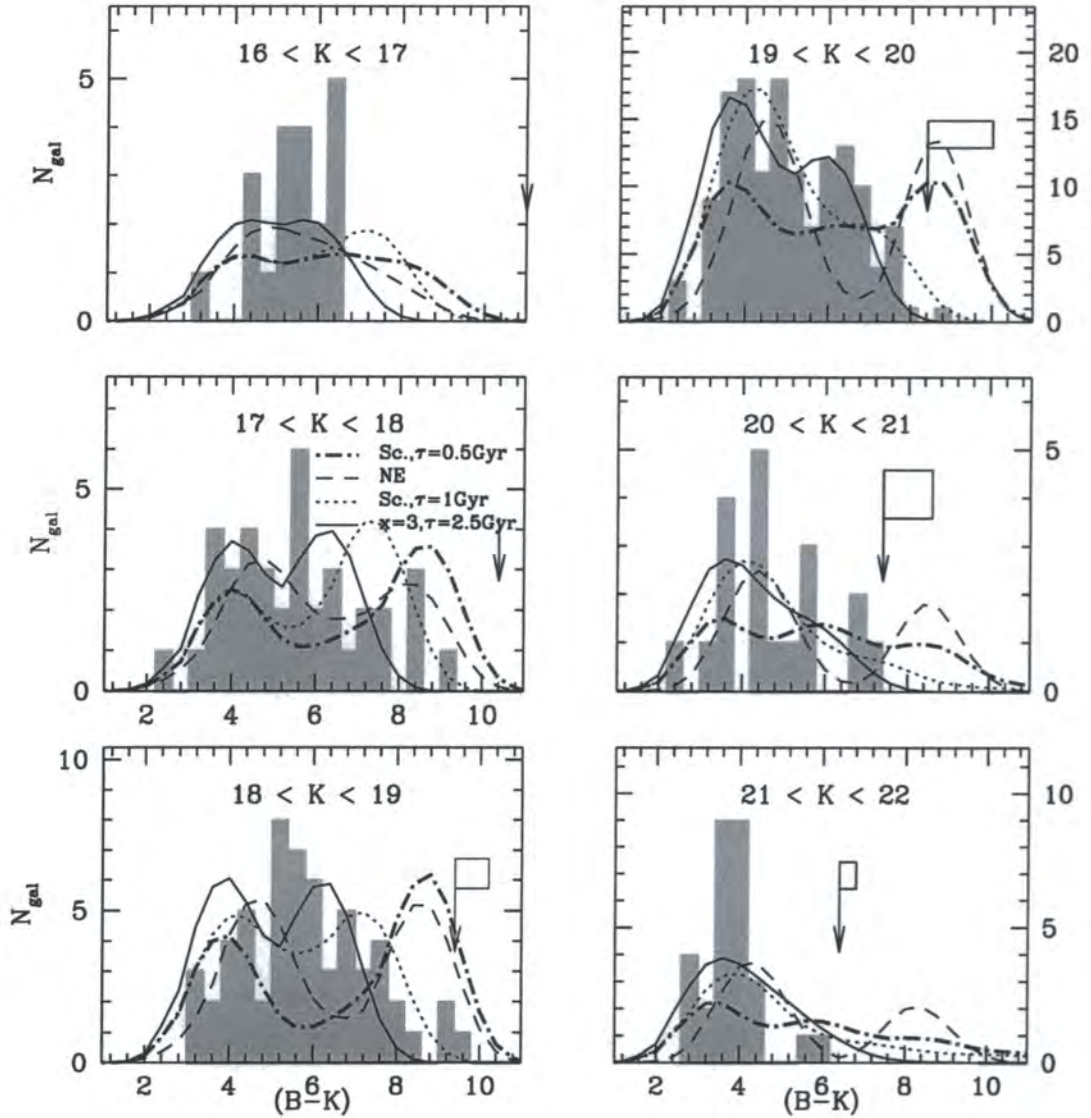 16 < K < 17
5
0
N_gal
19 < K < 20
20
15
10
5
0
17 < K < 18
Sc.,τ=0.5Gyr
NE
Sc.,τ=1Gyr
x=3,τ=2.5Gyr
5
0
N_gal
2 4 6 8 10
20 < K < 21
5
0
18 < K < 19
10
5
0
N_gal
2 4 6 8 10
(B-K)
21 < K < 22
10
5
0
2 4 6 8 10
(B-K)